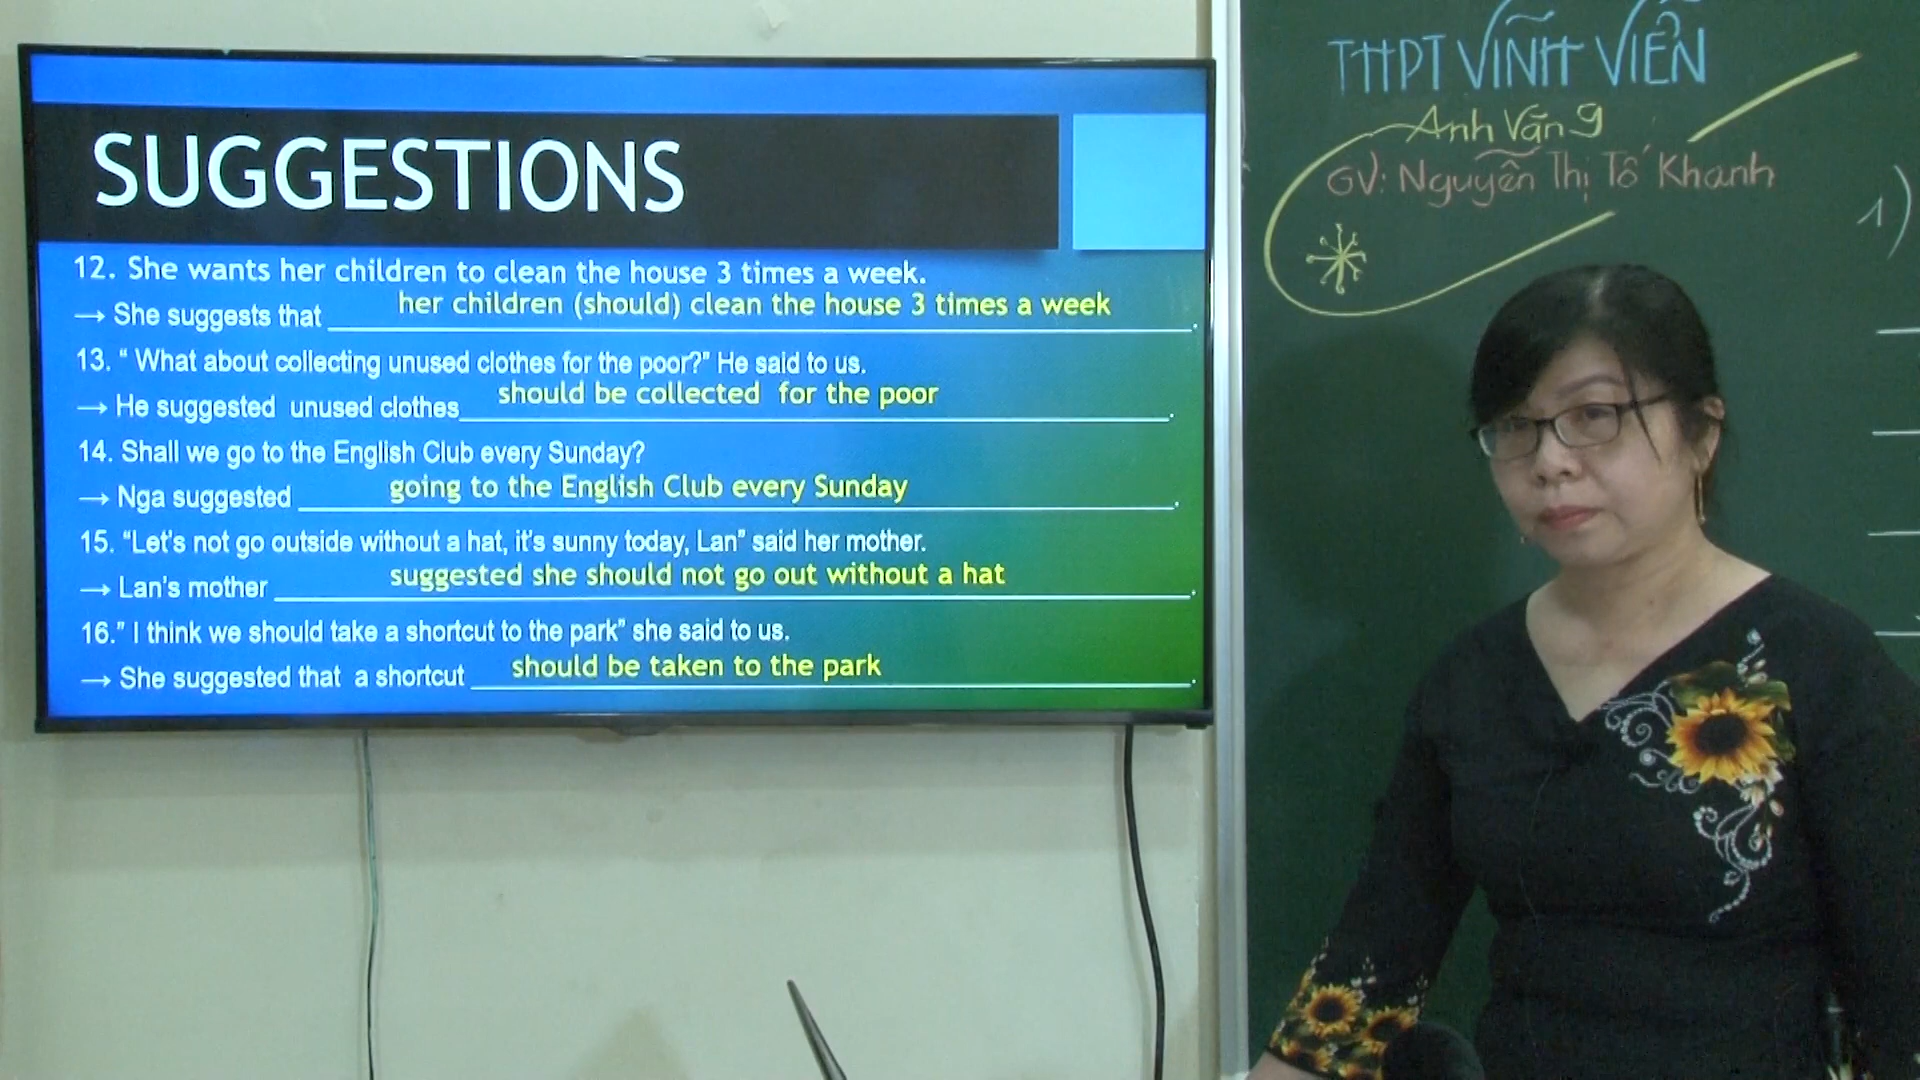 SUGGESTIONS
12. She wants her children to clean the house 3 times a week.
→ She suggests that her children (should) clean the house 3 times a week.
13. “ What about collecting unused clothes for the poor?” He said to us.
→ He suggested unused clothes should be collected for the poor.
14. Shall we go to the English Club every Sunday?
→ Nga suggested going to the English Club every Sunday.
15. “Let's not go outside without a hat, it's sunny today, Lan” said her mother.
→ Lan's mother suggested she should not go out without a hat.
16.” I think we should take a shortcut to the park” she said to us.
→ She suggested that a shortcut should be taken to the park.
THPT VĨNH VIỄN
Anh Văn 9
GV: Nguyễn Thị Tố Khanh
1)